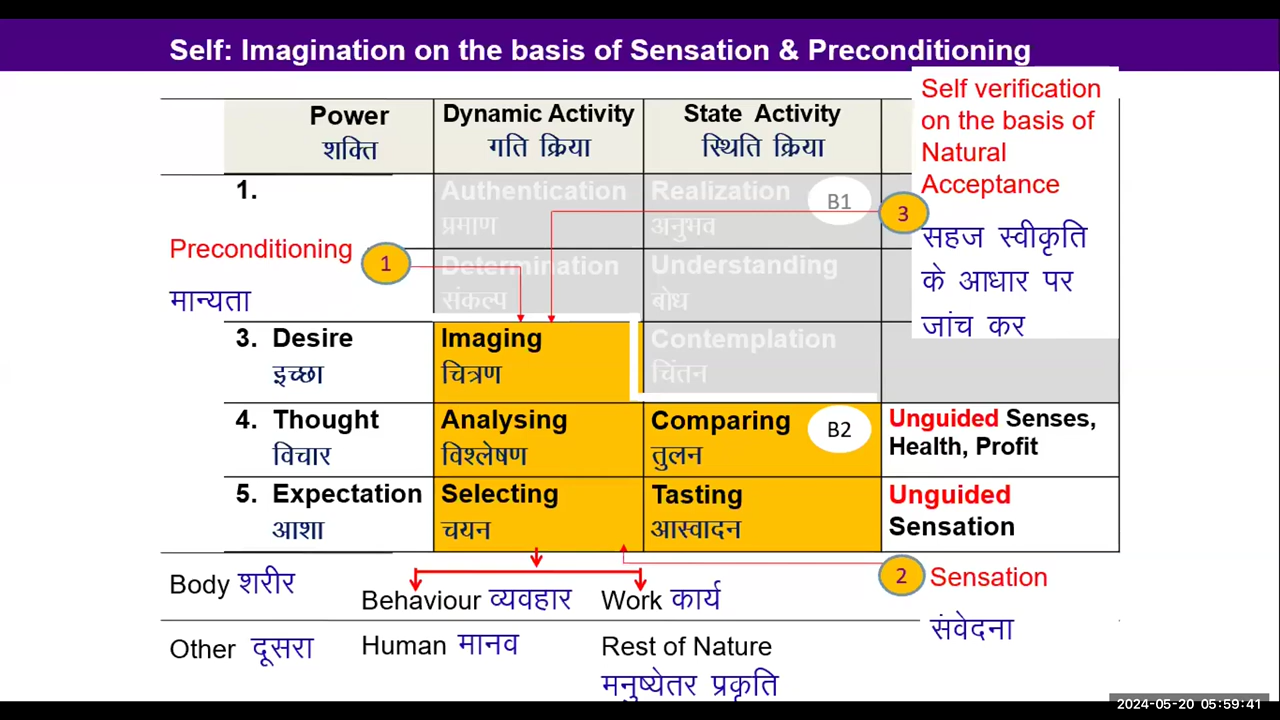 Self: Imagination on the basis of Sensation & Preconditioning
Power
शक्ति
Dynamic Activity
गति क्रिया
State Activity
स्थिति क्रिया
Self verification
on the basis of
Natural
Acceptance
सहज स्वीकृति
के आधार पर
जांच कर
3
1.
Authentication
प्रमाण
Realization
अनुभव
B1
Preconditioning
मान्यता
1
Determination
संकल्प
Understanding
बोध
3. Desire
इच्छा
Imaging
चित्रण
Contemplation
चिंतन
4. Thought
विचार
Analysing
विश्लेषण
Comparing
तुलन
B2
Unguided Senses,
Health, Profit
5. Expectation
आशा
Selecting
चयन
Tasting
आस्वादन
Unguided
Sensation
2
Sensation
संवेदना
Body शरीर
Behaviour व्यवहार
Work कार्य
Other दूसरा
Human मानव
Rest of Nature
मनुष्येतर प्रकृति
2024-05-20 05:59:41